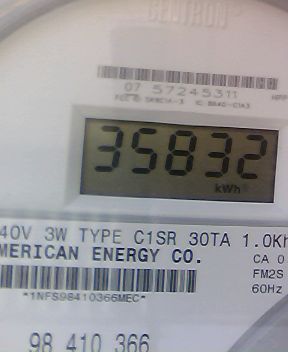 CENTRON
07 57245311
35832
kWh
40V 3W TYPE C1SR 30TA 1.0Kh
MERICAN ENERGY CO.
CA 0
FM2S
60Hz
*1NFS98410366MEC*
98 410 366